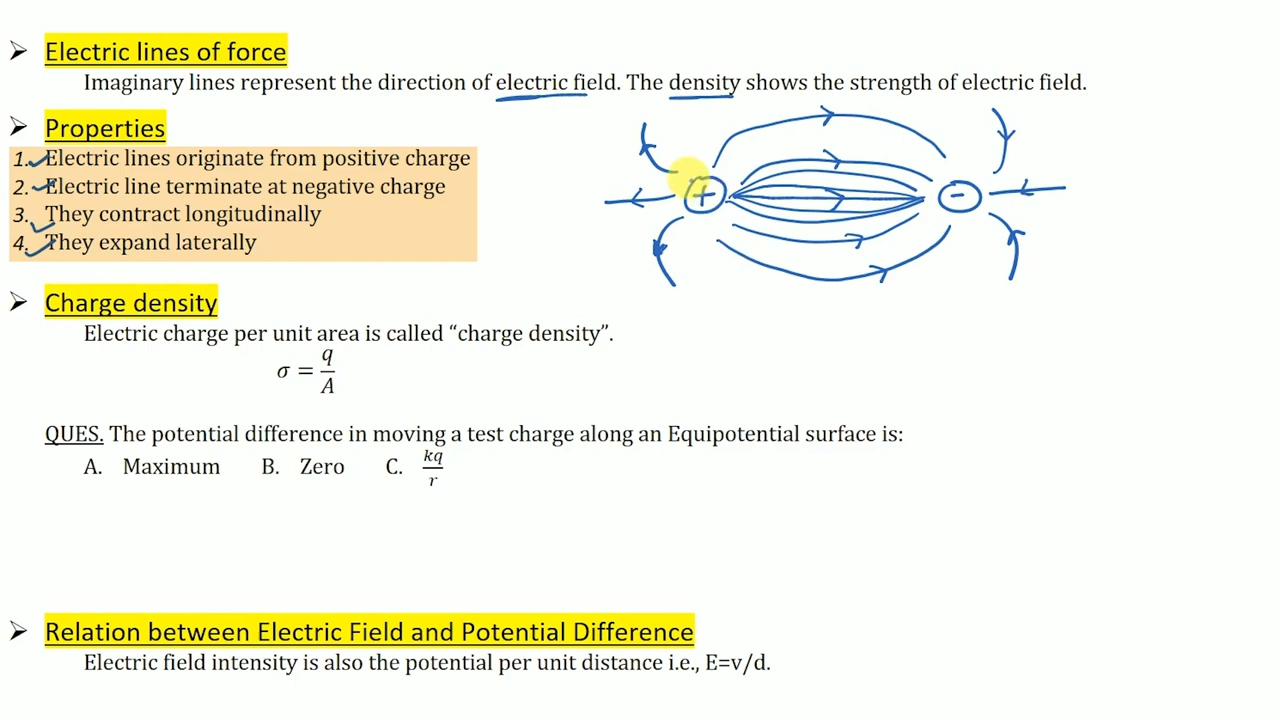 Electric lines of force
Imaginary lines represent the direction of electric field. The density shows the strength of electric field.
Properties
1. Electric lines originate from positive charge
2. Electric line terminate at negative charge
3. They contract longitudinally
4. They expand laterally
+ -
Charge density
Electric charge per unit area is called “charge density”.
σ = q/A
QUES. The potential difference in moving a test charge along an Equipotential surface is:
A. Maximum B. Zero C. kq/r
Relation between Electric Field and Potential Difference
Electric field intensity is also the potential per unit distance i.e., E=v/d.